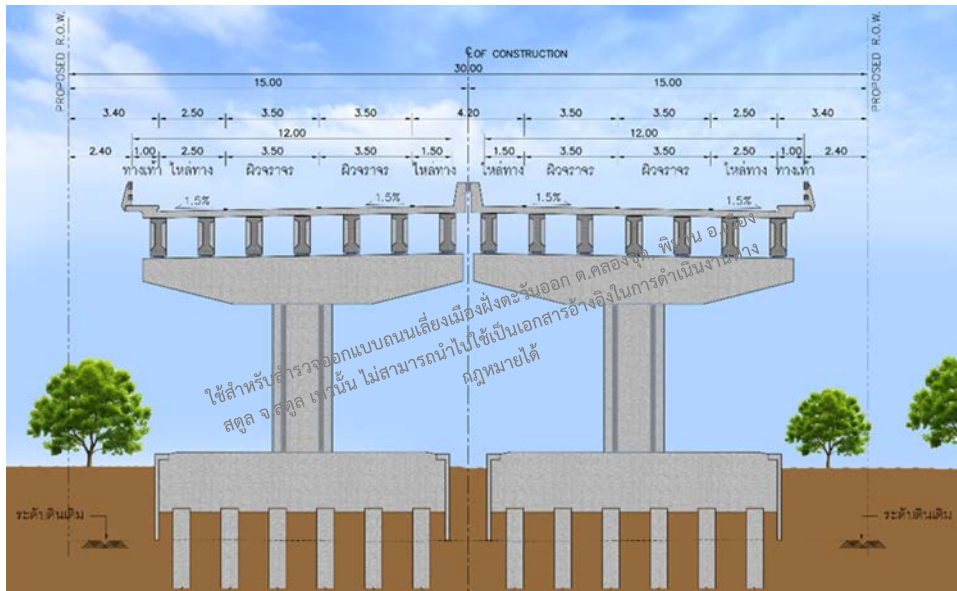 PROPOSED R.O.W.
PROPOSED R.O.W.
℄ OF CONSTRUCTION
30.00
15.00 15.00
3.40 2.50 3.50 3.50 4.20 3.50 3.50 2.50 3.40
12.00 12.00
2.40 1.00 2.50 3.50 3.50 1.50 1.50 3.50 3.50 2.50 1.00 2.40
ทางเท้า ไหล่ทาง ผิวจราจร ผิวจราจร ไหล่ทาง ไหล่ทาง ผิวจราจร ผิวจราจร ไหล่ทาง ทางเท้า
1.5% 1.5% 1.5% 1.5%
ใช้สำหรับสำรวจออกแบบถนนเลี่ยงเมืองฝั่งตะวันออก ต.คลองขุด, พิมาน อ.เมือง
สตูล จ.สตูล เท่านั้น ไม่สามารถนำไปใช้เป็นเอกสารอ้างอิงในการดำเนินงานทาง
กฎหมายได้
ระดับดินเดิม ระดับดินเดิม